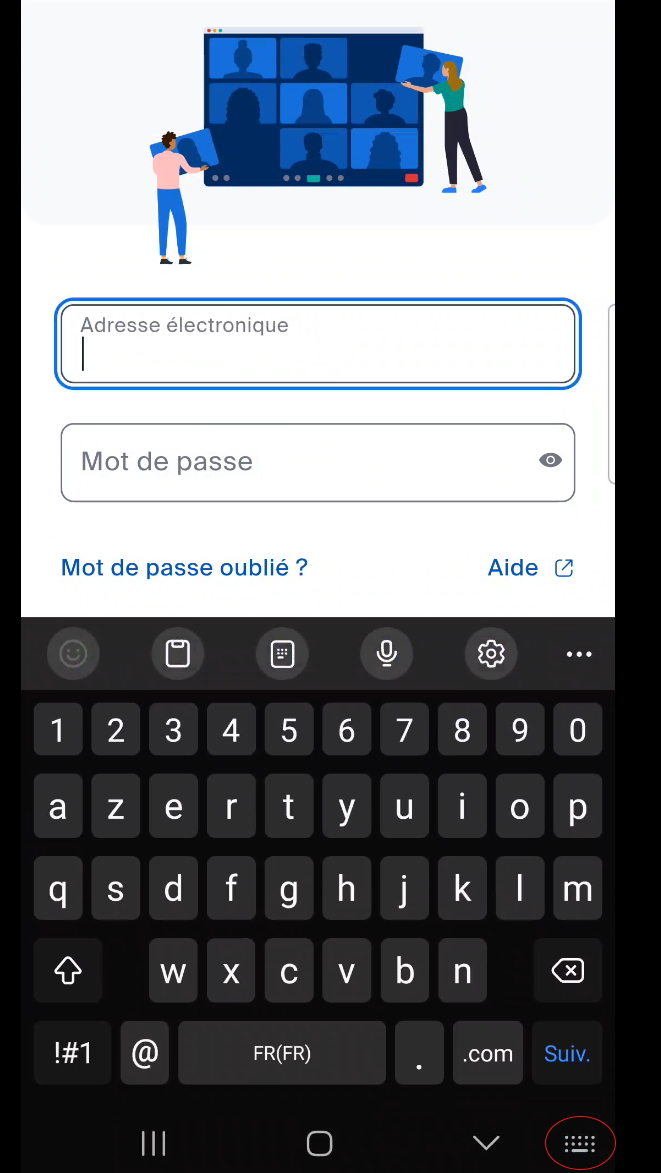 Adresse électronique
Mot de passe
Mot de passe oublié ? Aide
1 2 3 4 5 6 7 8 9 0
a z e r t y u i o p
q s d f g h j k l m
w x c v b n
!#1 @ FR(FR) . .com Suiv.